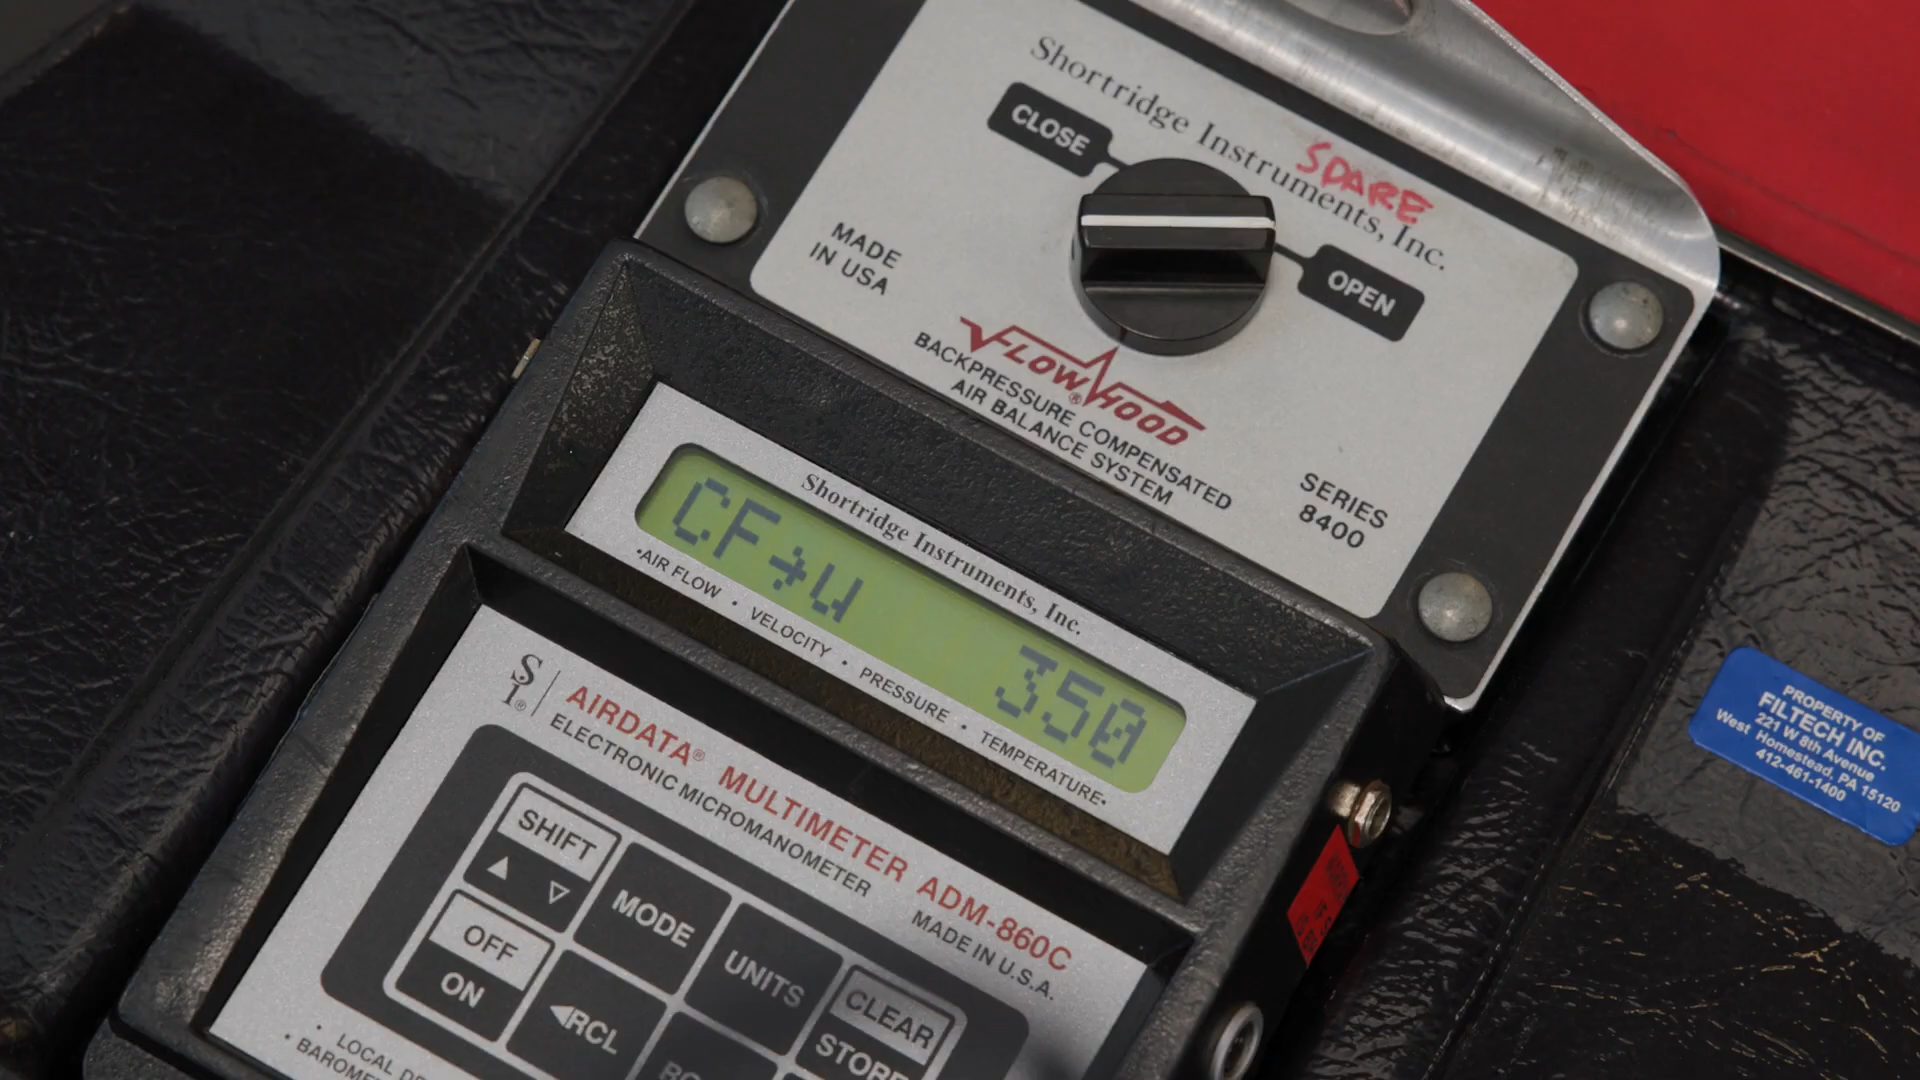 Shortridge Instruments, Inc.
SPARE
CLOSE
OPEN
MADE
IN USA
FLOWHOOD®
BACKPRESSURE COMPENSATED
AIR BALANCE SYSTEM
SERIES
8400
Shortridge Instruments, Inc.
350
•AIR FLOW • VELOCITY • PRESSURE • TEMPERATURE•
SI®
AIRDATA® MULTIMETER ADM-860C
ELECTRONIC MICROMANOMETER
MADE IN U.S.A.
SHIFT
MODE
UNITS
CLEAR
STORE
OFF
ON
◄RCL
• LOCAL
PROPERTY OF
FILTECH INC.
221 W 8th Avenue
West Homestead, PA 15120
412-461-1400